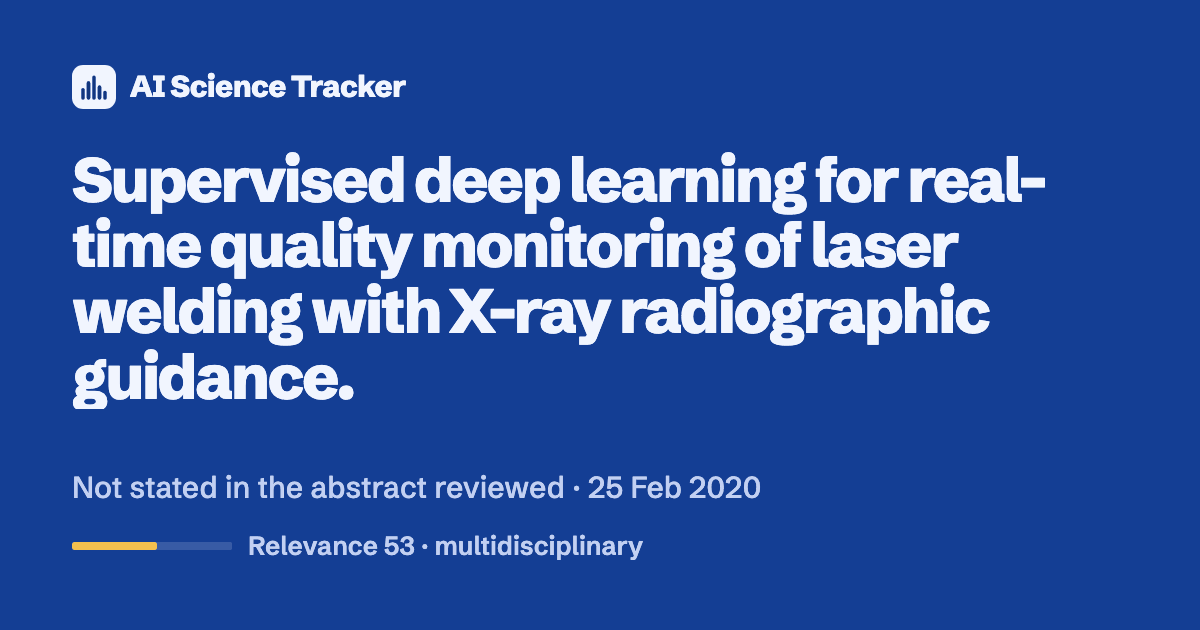 AI Science Tracker
Supervised deep learning for real-
time quality monitoring of laser
welding with X-ray radiographic
guidance.
Not stated in the abstract reviewed · 25 Feb 2020
Relevance 53 · multidisciplinary